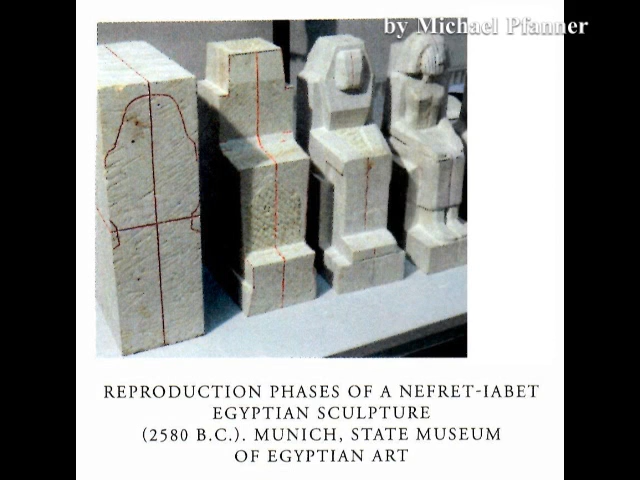 by Michael Pfanner
REPRODUCTION PHASES OF A NEFRET-IABET
EGYPTIAN SCULPTURE
(2580 B.C.). MUNICH, STATE MUSEUM
OF EGYPTIAN ART